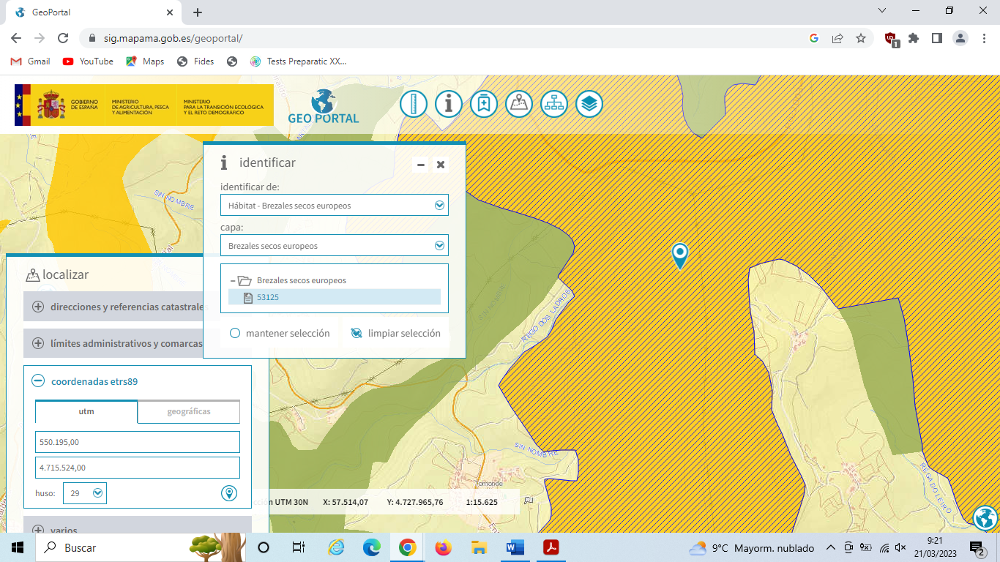 GeoPortal
sig.mapama.gob.es/geoportal/
1
Gmail
YouTube
Maps
Fides
Tests Preparatic XX...
GOBIERNO
DE ESPAÑA
MINISTERIO
DE AGRICULTURA, PESCA
Y ALIMENTACIÓN
MINISTERIO
PARA LA TRANSICIÓN ECOLÓGICA
Y EL RETO DEMOGRÁFICO
GEO PORTAL
identificar
identificar de:
Hábitat - Brezales secos europeos
capa:
Brezales secos europeos
Brezales secos europeos
53125
mantener selección
limpiar selección
SIN NOMBRE
SIN NOMBRE
REGO DOS LADROS
SIN NOMBRE
Tomonde
REGA DO LEIRO
localizar
direcciones y referencias catastrales
límites administrativos y comarcas
coordenadas etrs89
utm
geográficas
550.195,00
4.715.524,00
huso:
29
varios
UTM 30N
X: 57.514,07
Y: 4.727.965,76
1:15.625
Buscar
9°C Mayorm. nublado
9:21
21/03/2023
2